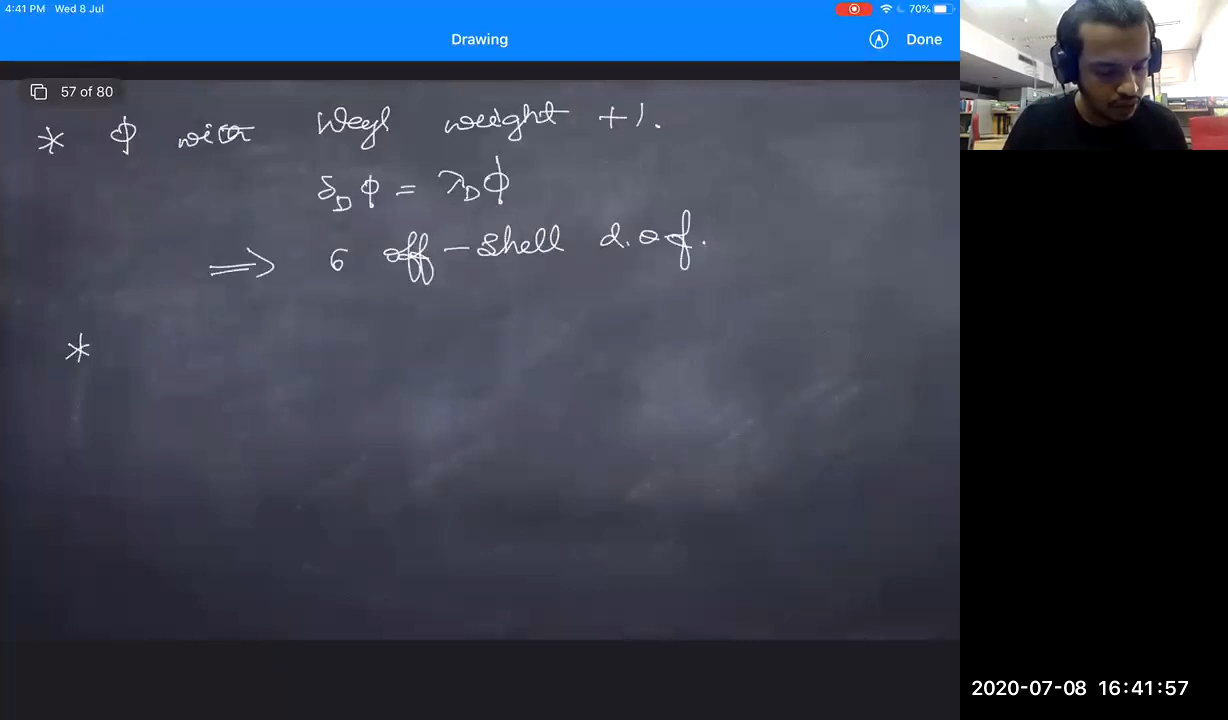 4:41 PM Wed 8 Jul
70%
Drawing
Done
57 of 80
* ϕ with Weyl weight +1.
δ_D ϕ = λ_D ϕ
⟹ 6 off-shell d.o.f.
*
2020-07-08 16:41:57